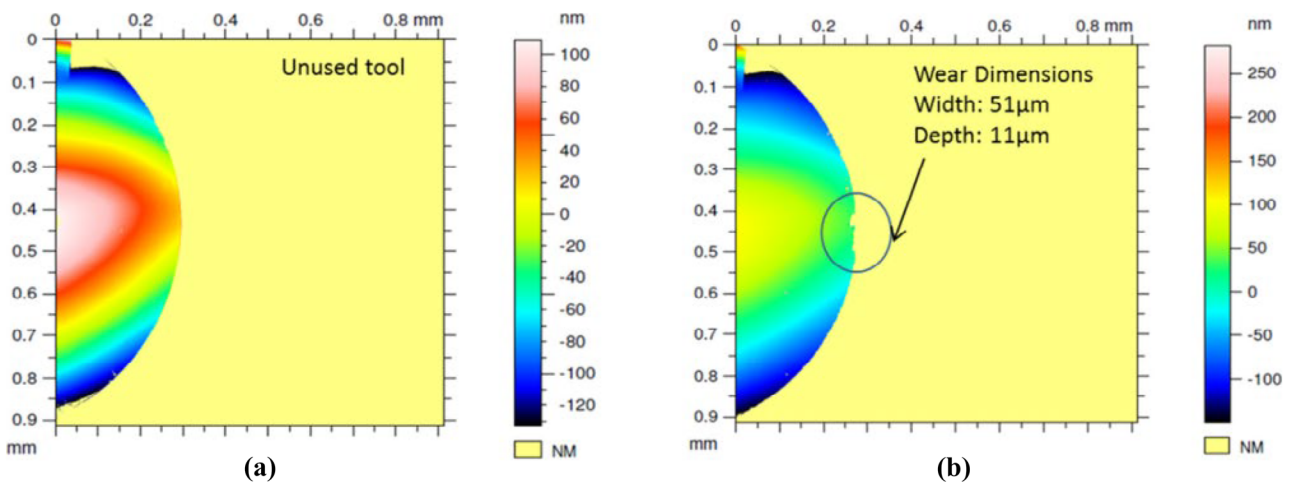 0 0.2 0.4 0.6 0.8 mm
nm
0
0.1
0.2
0.3
0.4
0.5
0.6
0.7
0.8
0.9
mm
Unused tool
100
80
60
40
20
0
-20
-40
-60
-80
-100
-120
NM
(a)
0 0.2 0.4 0.6 0.8 mm
nm
0
0.1
0.2
0.3
0.4
0.5
0.6
0.7
0.8
0.9
mm
Wear Dimensions
Width: 51μm
Depth: 11μm
250
200
150
100
50
0
-50
-100
NM
(b)